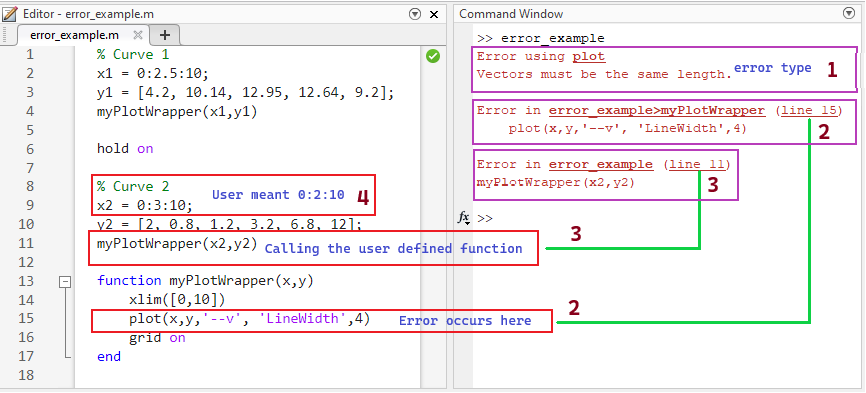 Editor - error_example.m
error_example.m
1 % Curve 1
2 x1 = 0:2.5:10;
3 y1 = [4.2, 10.14, 12.95, 12.64, 9.2];
4 myPlotWrapper(x1,y1)
5
6 hold on
7
8 % Curve 2
User meant 0:2:10 4
9 x2 = 0:3:10;
10 y2 = [2, 0.8, 1.2, 3.2, 6.8, 12];
11 myPlotWrapper(x2,y2) Calling the user defined function
3
12
13 function myPlotWrapper(x,y)
14 xlim([0,10])
15 plot(x,y,'--v', 'LineWidth',4) Error occurs here
2
16 grid on
17 end
18
Command Window
>> error_example
Error using plot
Vectors must be the same length. error type 1
Error in error_example>myPlotWrapper (line 15)
plot(x,y,'--v', 'LineWidth',4) 2
Error in error_example (line 11)
myPlotWrapper(x2,y2) 3
fx >>